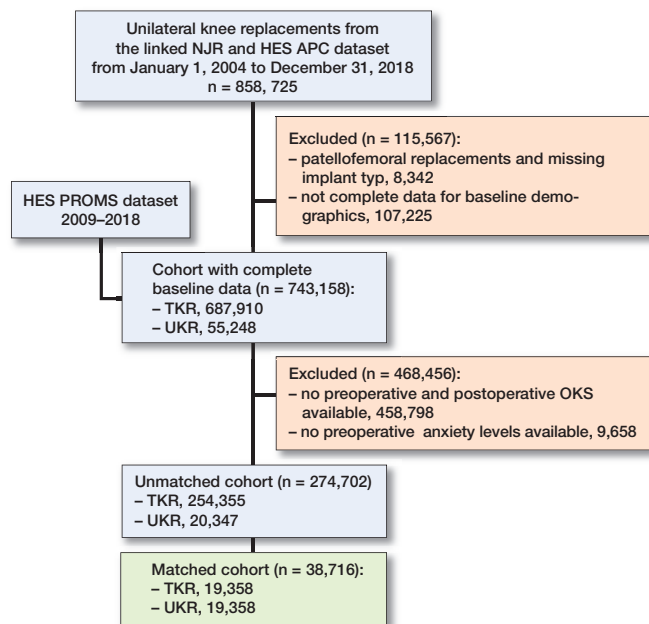 Unilateral knee replacements from
the linked NJR and HES APC dataset
from January 1, 2004 to December 31, 2018
n = 858, 725
Excluded (n = 115,567):
– patellofemoral replacements and missing
implant typ, 8,342
– not complete data for baseline demo-
graphics, 107,225
HES PROMS dataset
2009–2018
Cohort with complete
baseline data (n = 743,158):
– TKR, 687,910
– UKR, 55,248
Excluded (n = 468,456):
– no preoperative and postoperative OKS
available, 458,798
– no preoperative anxiety levels available, 9,658
Unmatched cohort (n = 274,702)
– TKR, 254,355
– UKR, 20,347
Matched cohort (n = 38,716):
– TKR, 19,358
– UKR, 19,358